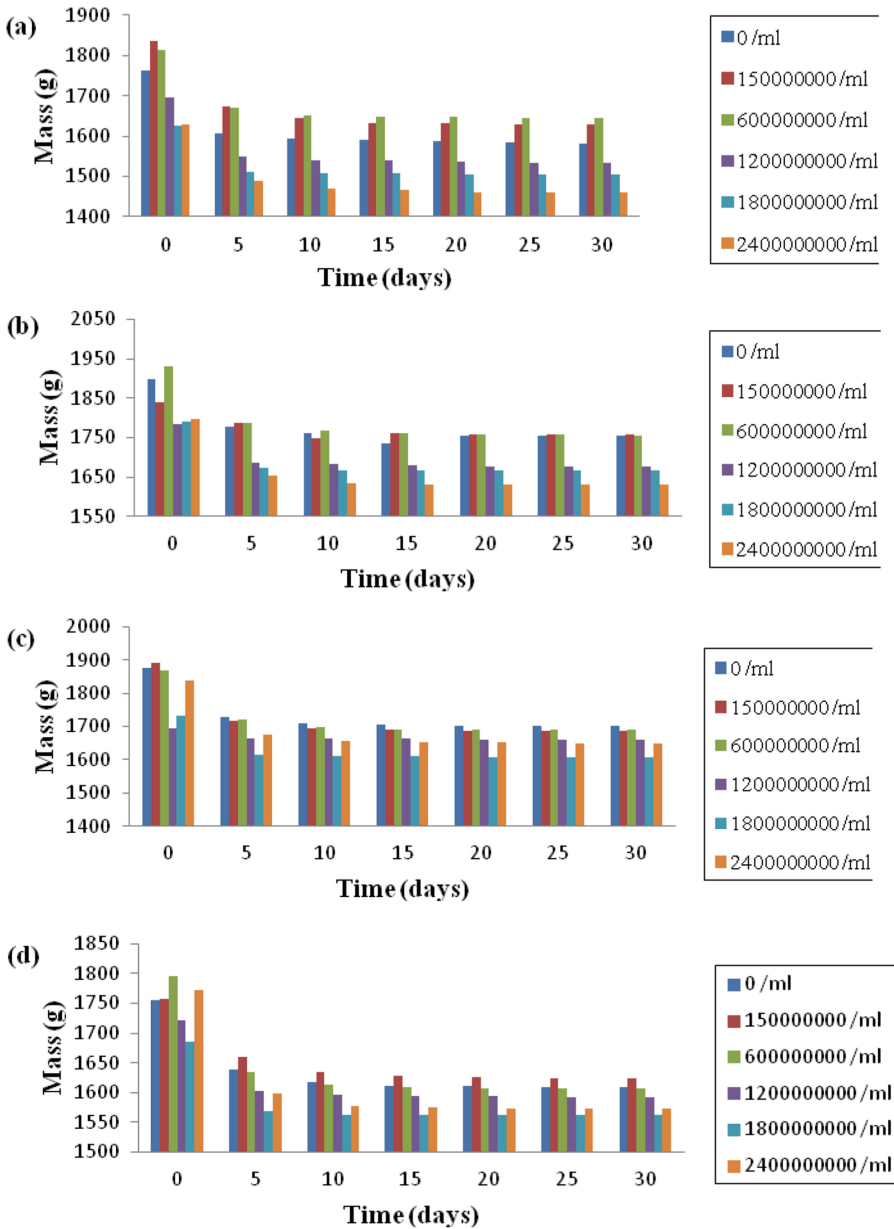 (a)
Mass (g)
1900
1800
1700
1600
1500
1400
0 5 10 15 20 25 30
Time (days)
0 /ml
150000000 /ml
600000000 /ml
1200000000 /ml
1800000000 /ml
2400000000 /ml
(b)
Mass (g)
2050
1950
1850
1750
1650
1550
0 5 10 15 20 25 30
Time (days)
0 /ml
150000000 /ml
600000000 /ml
1200000000 /ml
1800000000 /ml
2400000000 /ml
(c)
Mass (g)
2000
1900
1800
1700
1600
1500
1400
0 5 10 15 20 25 30
Time (days)
0 /ml
150000000 /ml
600000000 /ml
1200000000 /ml
1800000000 /ml
2400000000 /ml
(d)
Mass (g)
1850
1800
1750
1700
1650
1600
1550
1500
0 5 10 15 20 25 30
Time (days)
0 /ml
150000000 /ml
600000000 /ml
1200000000 /ml
1800000000 /ml
2400000000 /ml